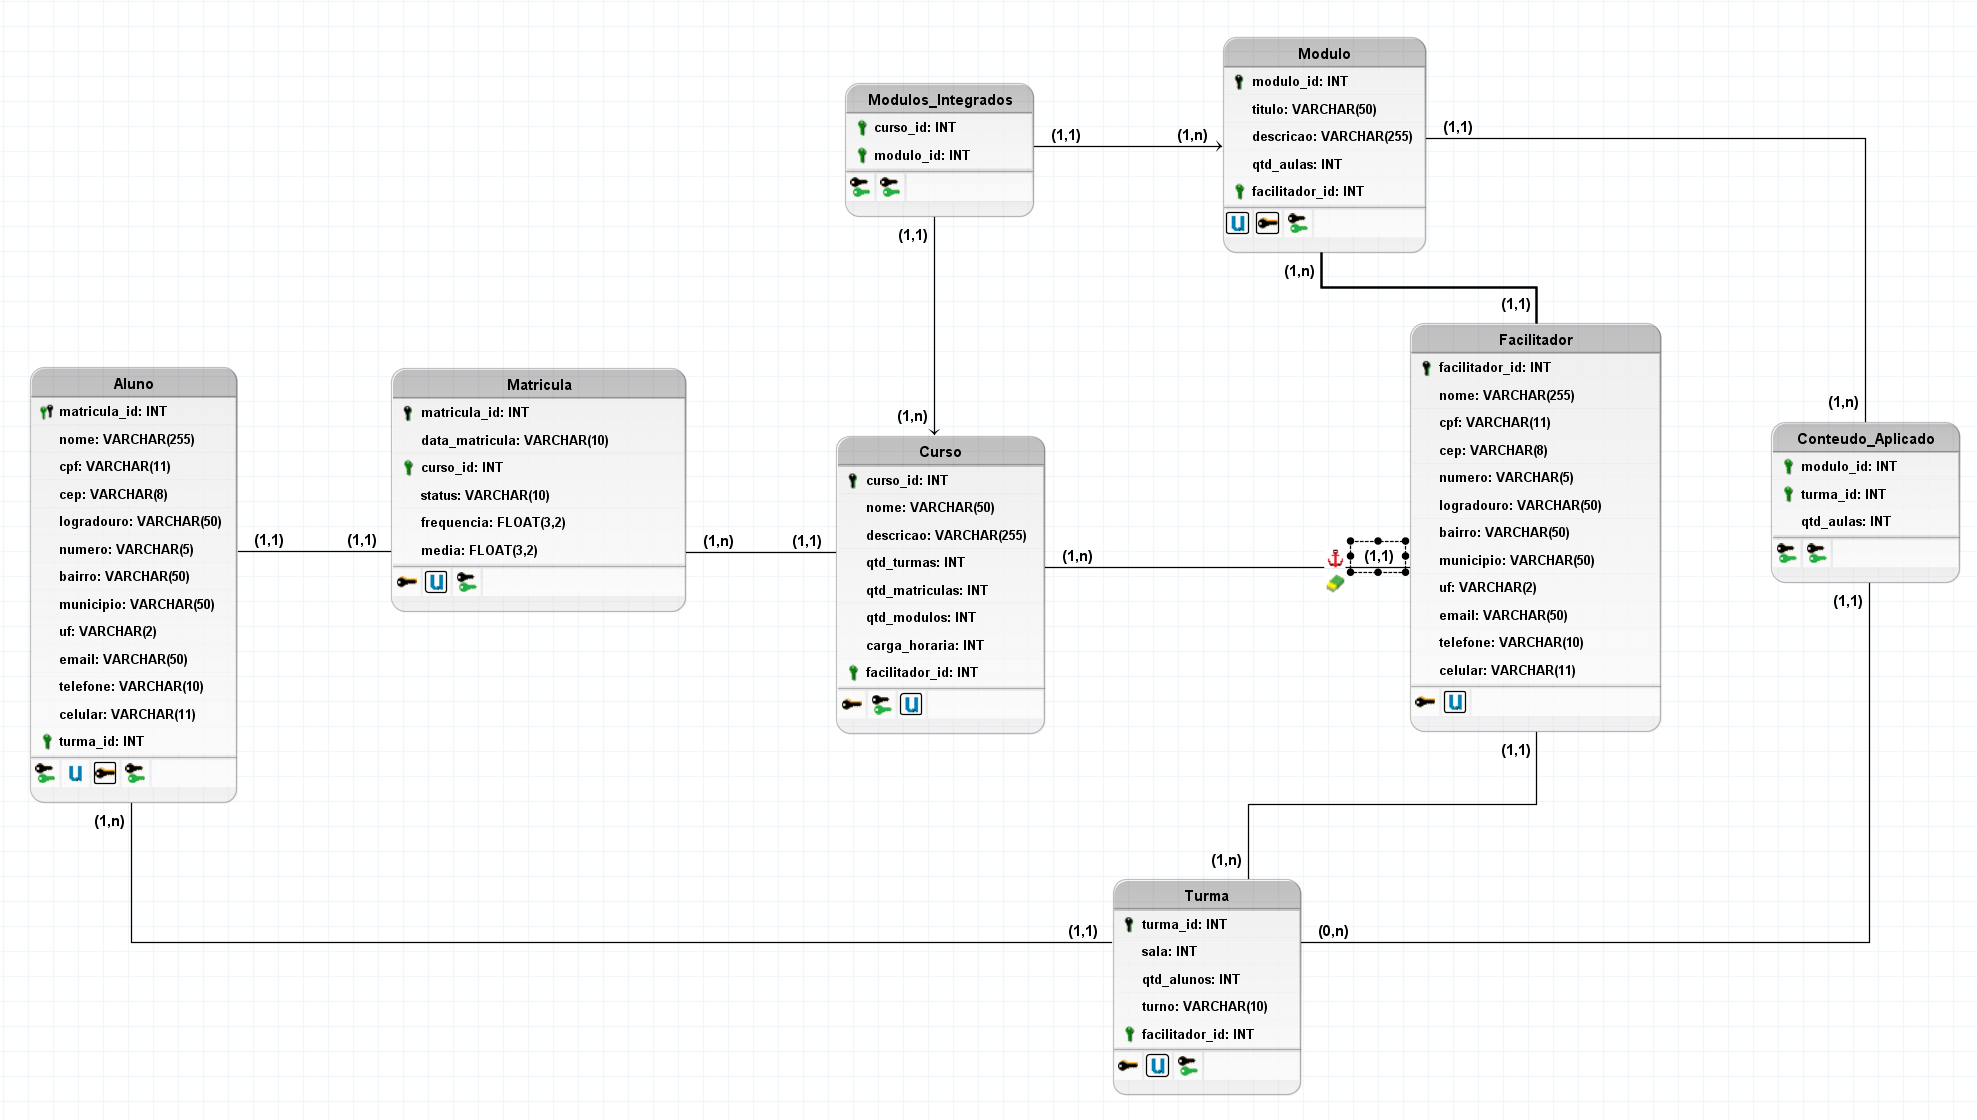 Modulo
modulo_id: INT
titulo: VARCHAR(50)
descricao: VARCHAR(255)
qtd_aulas: INT
facilitador_id: INT
Modulos_Integrados
curso_id: INT
modulo_id: INT
(1,1)
(1,n)
(1,1)
(1,1)
(1,n)
(1,n)
(1,1)
(1,n)
Aluno
matricula_id: INT
nome: VARCHAR(255)
cpf: VARCHAR(11)
cep: VARCHAR(8)
logradouro: VARCHAR(50)
numero: VARCHAR(5)
bairro: VARCHAR(50)
municipio: VARCHAR(50)
uf: VARCHAR(2)
email: VARCHAR(50)
telefone: VARCHAR(10)
celular: VARCHAR(11)
turma_id: INT
U
(1,1)
(1,1)
Matricula
matricula_id: INT
data_matricula: VARCHAR(10)
curso_id: INT
status: VARCHAR(10)
frequencia: FLOAT(3,2)
media: FLOAT(3,2)
U
(1,n)
(1,1)
Curso
curso_id: INT
nome: VARCHAR(50)
descricao: VARCHAR(255)
qtd_turmas: INT
qtd_matriculas: INT
qtd_modulos: INT
carga_horaria: INT
facilitador_id: INT
U
(1,n)
(1,1)
Facilitador
facilitador_id: INT
nome: VARCHAR(255)
cpf: VARCHAR(11)
cep: VARCHAR(8)
numero: VARCHAR(5)
logradouro: VARCHAR(50)
bairro: VARCHAR(50)
municipio: VARCHAR(50)
uf: VARCHAR(2)
email: VARCHAR(50)
telefone: VARCHAR(10)
celular: VARCHAR(11)
U
(1,n)
Conteudo_Aplicado
modulo_id: INT
turma_id: INT
qtd_aulas: INT
(1,1)
(1,1)
(1,n)
(1,n)
(1,1)
(0,n)
Turma
turma_id: INT
sala: INT
qtd_alunos: INT
turno: VARCHAR(10)
facilitador_id: INT
U
U